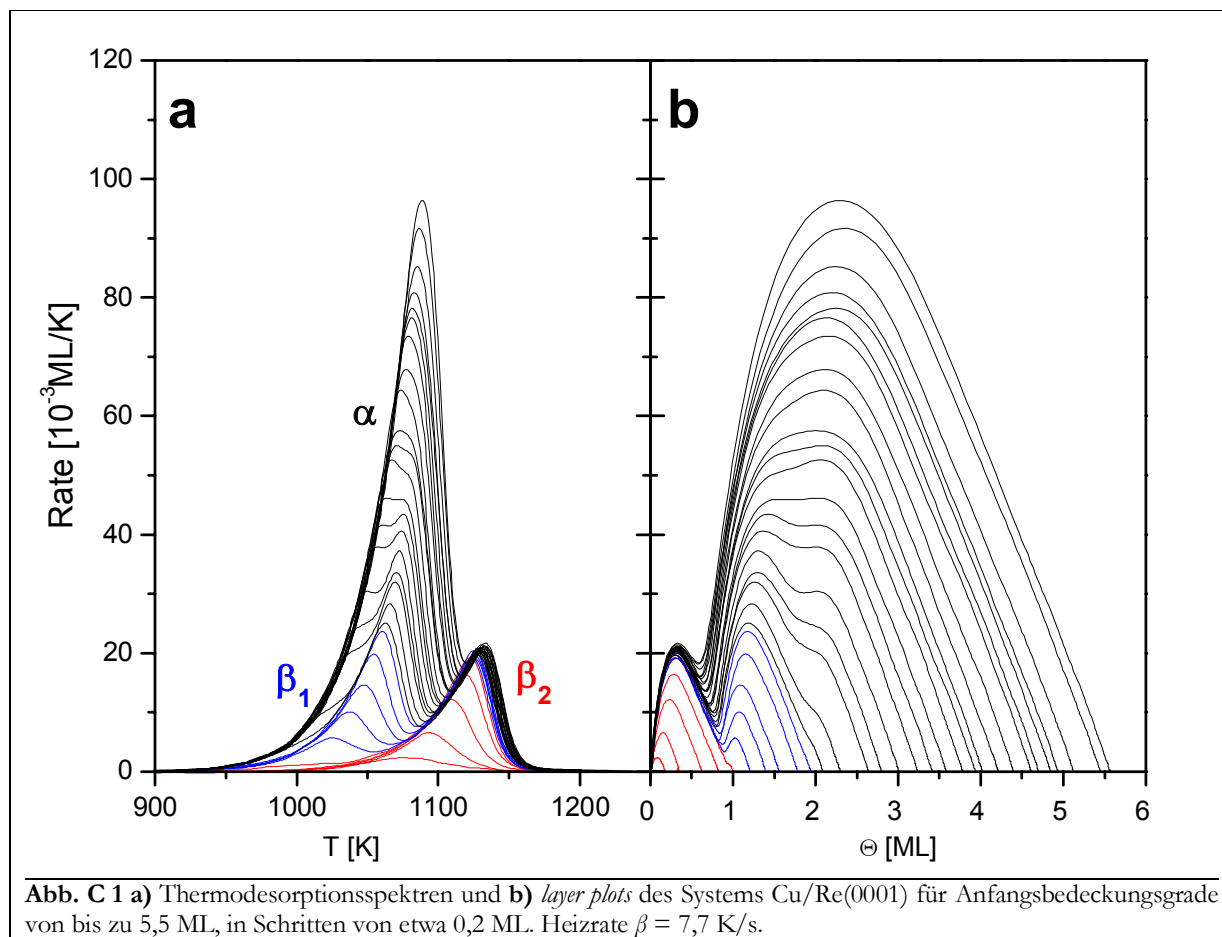 a
b
120
100
80
60
40
20
0
Rate [10⁻³ML/K]
α
β₁
β₂
900 1000 1100 1200
T [K]
0 1 2 3 4 5 6
Θ [ML]
Abb. C 1 a) Thermodesorptionsspektren und b) layer plots des Systems Cu/Re(0001) für Anfangsbedeckungsgrade
von bis zu 5,5 ML, in Schritten von etwa 0,2 ML. Heizrate β = 7,7 K/s.